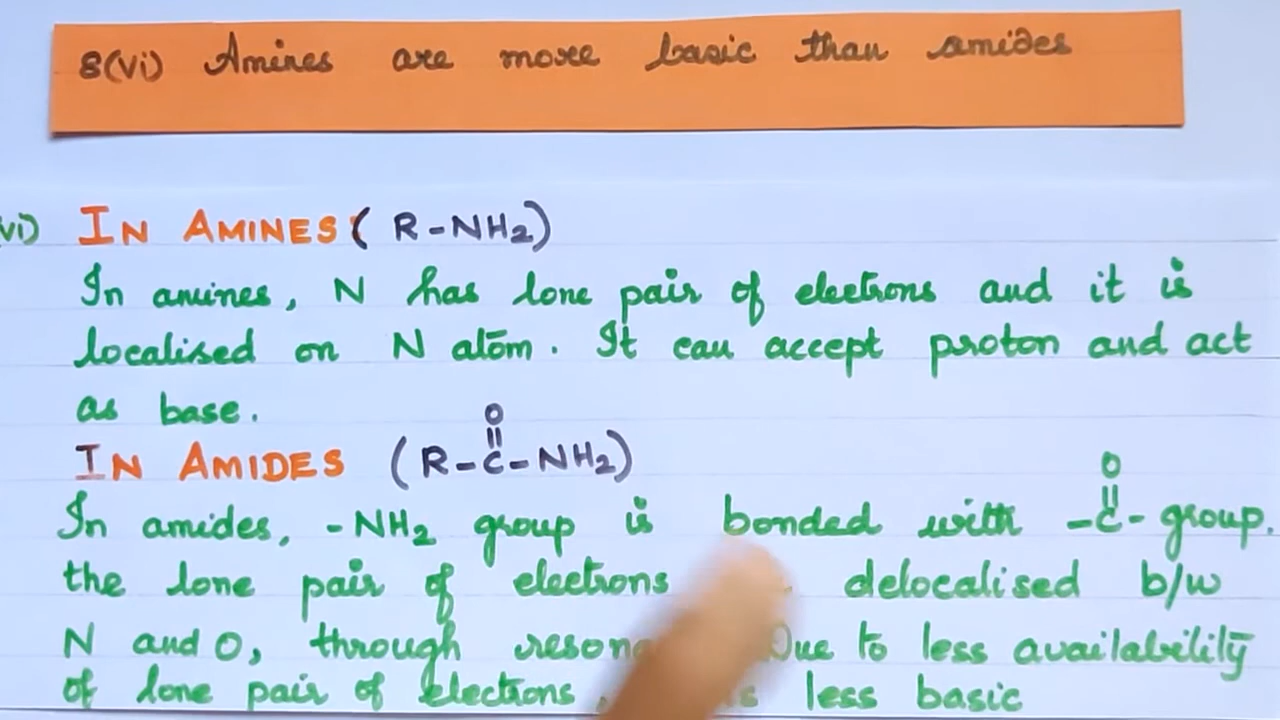 8(vi) Amines are more basic than amides
vi) IN AMINES ( R-NH2)
In amines, N has lone pair of electrons and it is
localised on N atom. It can accept proton and act
as base.
O
||
IN AMIDES (R-C-NH2)
O
||
In amides, -NH2 group is bonded with -C- group.
the lone pair of electrons delocalised b/w
N and O, through Due to less availability
of lone pair of electrons, less basic